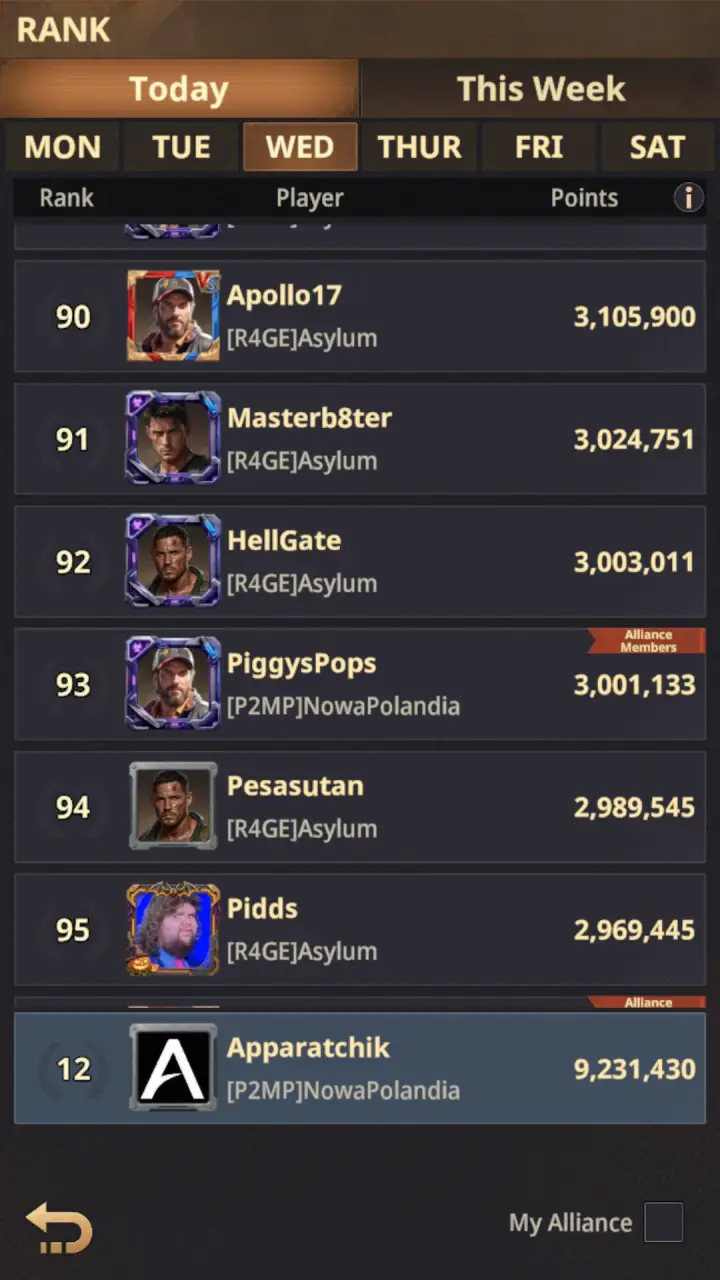 RANK
Today
This Week
MON
TUE
WED
THUR
FRI
SAT
Rank
Player
Points
90
Apollo17
[R4GE]Asylum
3,105,900
91
Masterb8ter
[R4GE]Asylum
3,024,751
92
HellGate
[R4GE]Asylum
3,003,011
Alliance
Members
93
PiggysPops
[P2MP]NowaPolandia
3,001,133
94
Pesasutan
[R4GE]Asylum
2,989,545
95
Pidds
[R4GE]Asylum
2,969,445
Alliance
12
Apparatchik
[P2MP]NowaPolandia
9,231,430
My Alliance